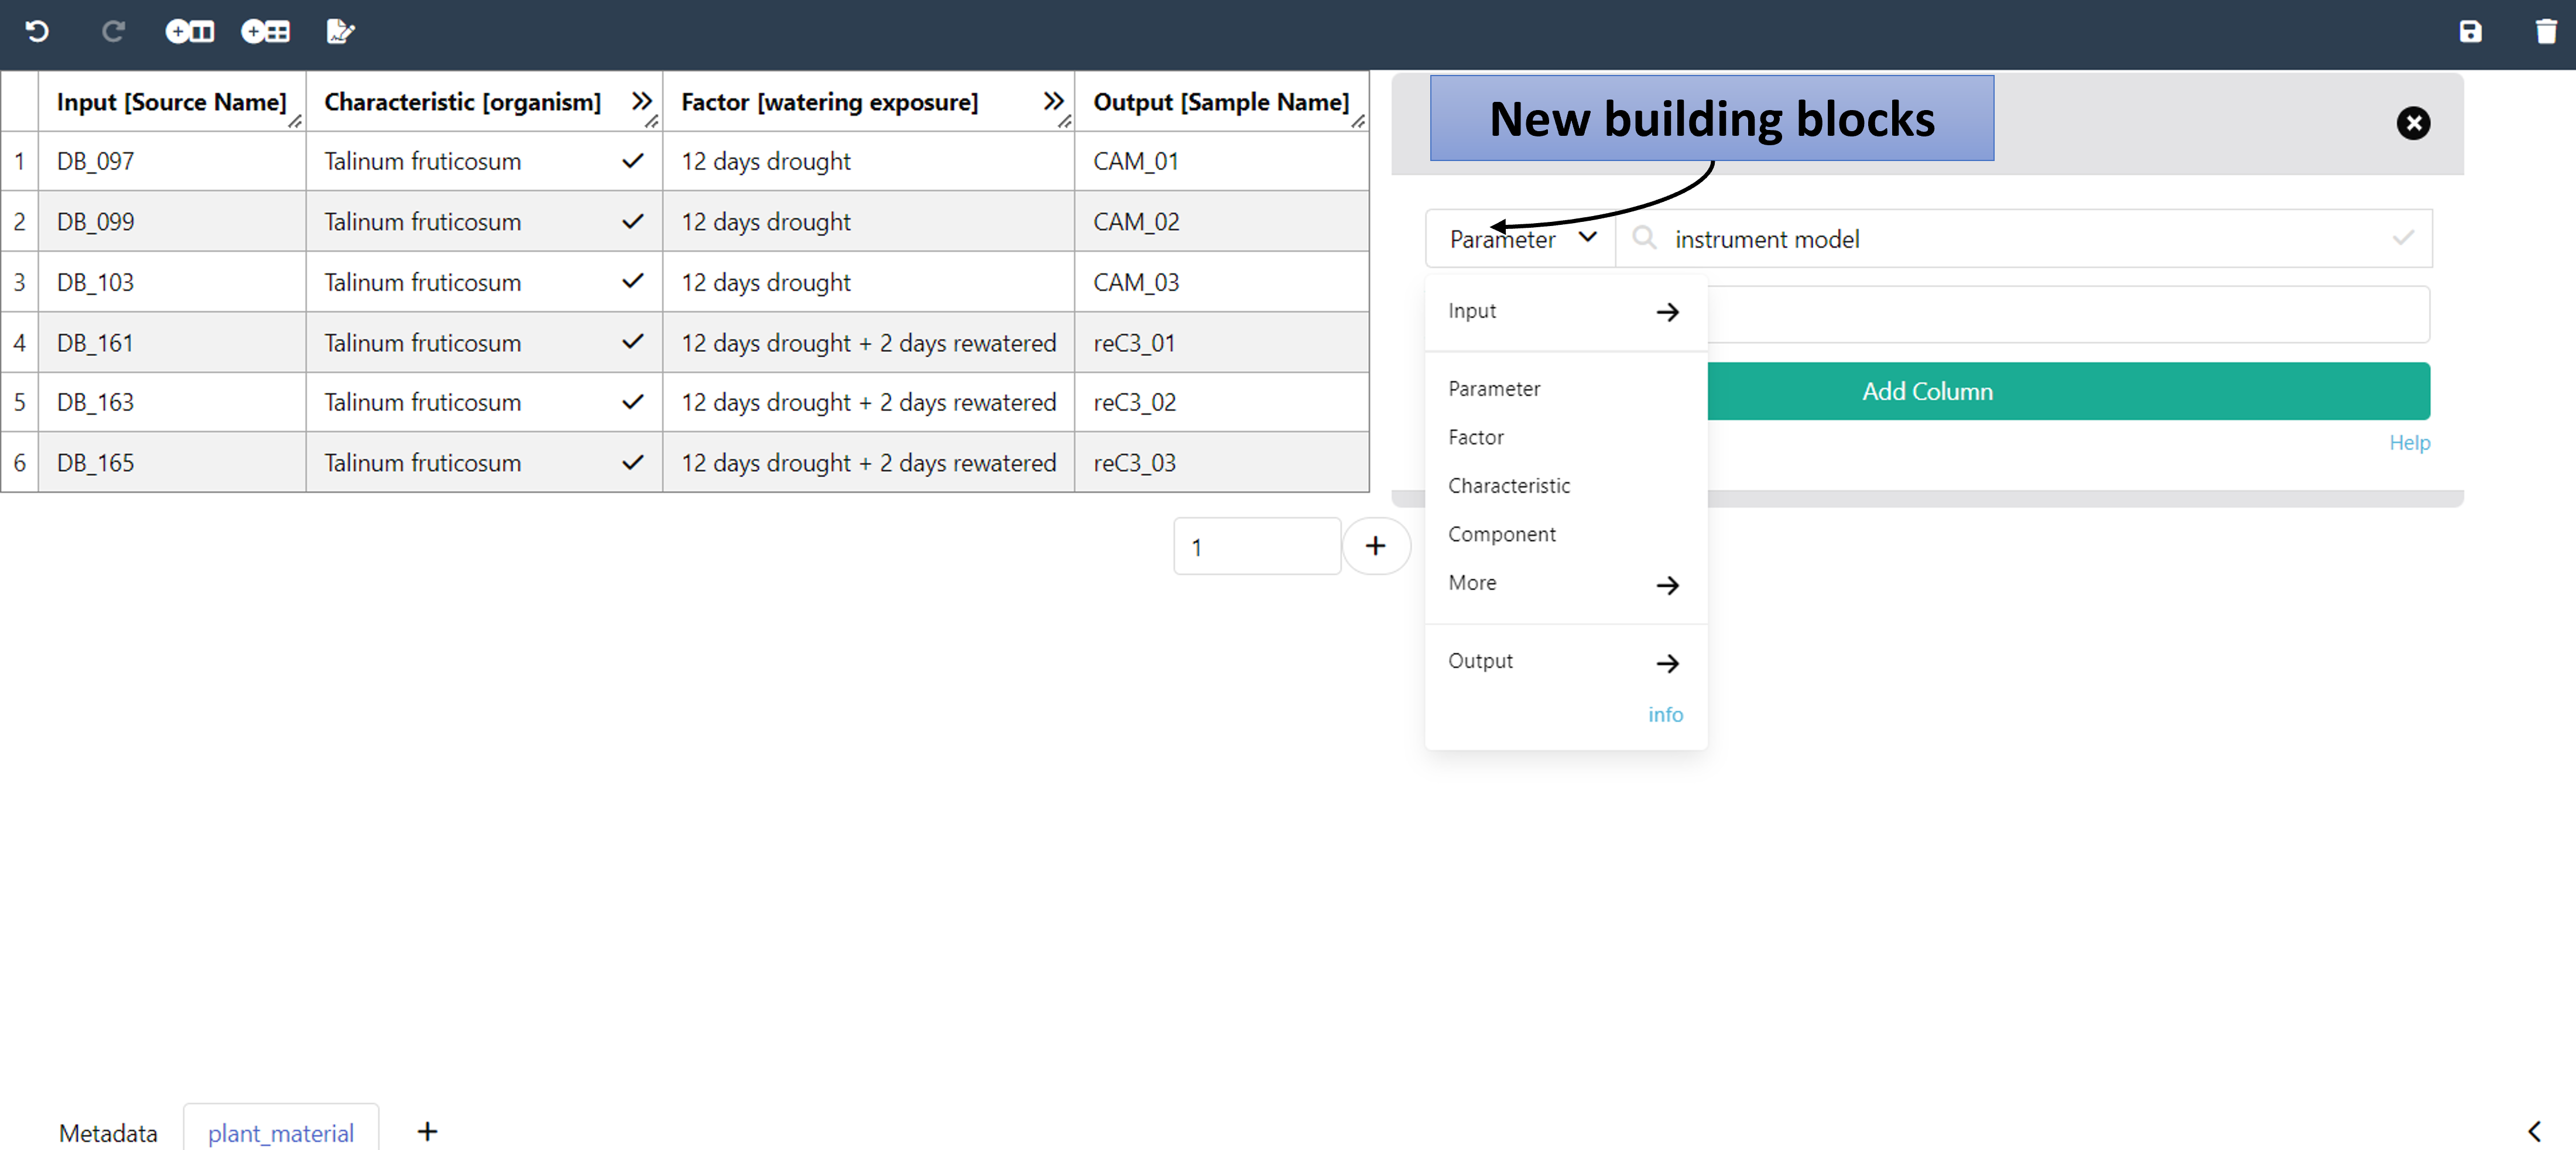 New building blocks
Input [Source Name] Characteristic [organism] Factor [watering exposure] Output [Sample Name]
1 DB_097 Talinum fruticosum 12 days drought CAM_01
2 DB_099 Talinum fruticosum 12 days drought CAM_02
3 DB_103 Talinum fruticosum 12 days drought CAM_03
4 DB_161 Talinum fruticosum 12 days drought + 2 days rewatered reC3_01
5 DB_163 Talinum fruticosum 12 days drought + 2 days rewatered reC3_02
6 DB_165 Talinum fruticosum 12 days drought + 2 days rewatered reC3_03
1
Parameter instrument model
Input
Parameter
Factor
Characteristic
Component
More
Output
info
Add Column
Help
Metadata plant_material